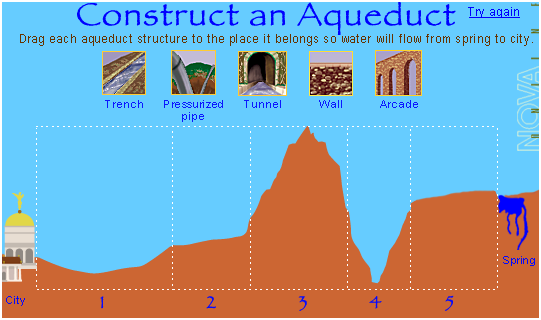 Construct an Aqueduct
Try again
Drag each aqueduct structure to the place it belongs so water will flow from spring to city.
Trench
Pressurized
pipe
Tunnel
Wall
Arcade
NOVA
Spring
City
1
2
3
4
5